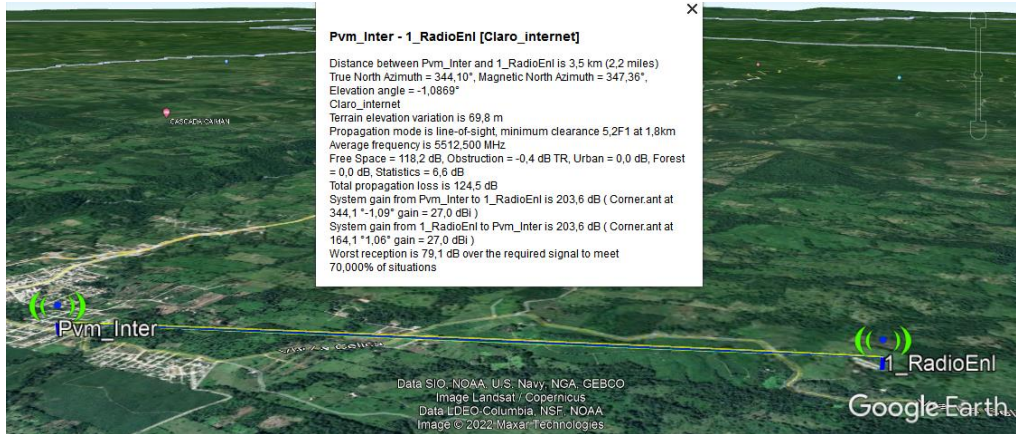 Pvm_Inter - 1_RadioEnl [Claro_internet]
Distance between Pvm_Inter and 1_RadioEnl is 3,5 km (2,2 miles)
True North Azimuth = 344,10°, Magnetic North Azimuth = 347,36°,
Elevation angle = -1,0869°
Claro_internet
Terrain elevation variation is 69,8 m
Propagation mode is line-of-sight, minimum clearance 5,2F1 at 1,8km
Average frequency is 5512,500 MHz
Free Space = 118,2 dB, Obstruction = -0,4 dB TR, Urban = 0,0 dB, Forest
= 0,0 dB, Statistics = 6,6 dB
Total propagation loss is 124,5 dB
System gain from Pvm_Inter to 1_RadioEnl is 203,6 dB ( Corner.ant at
344,1 °-1,09° gain = 27,0 dBi )
System gain from 1_RadioEnl to Pvm_Inter is 203,6 dB ( Corner.ant at
164,1 °1,06° gain = 27,0 dBi )
Worst reception is 79,1 dB over the required signal to meet
70,000% of situations
CASCADA CAIMAN
Pvm_Inter
1_RadioEnl
Data SIO, NOAA, U.S. Navy, NGA, GEBCO
Image Landsat / Copernicus
Data LDEO-Columbia, NSF, NOAA
Image © 2022 Maxar Technologies
Google Earth